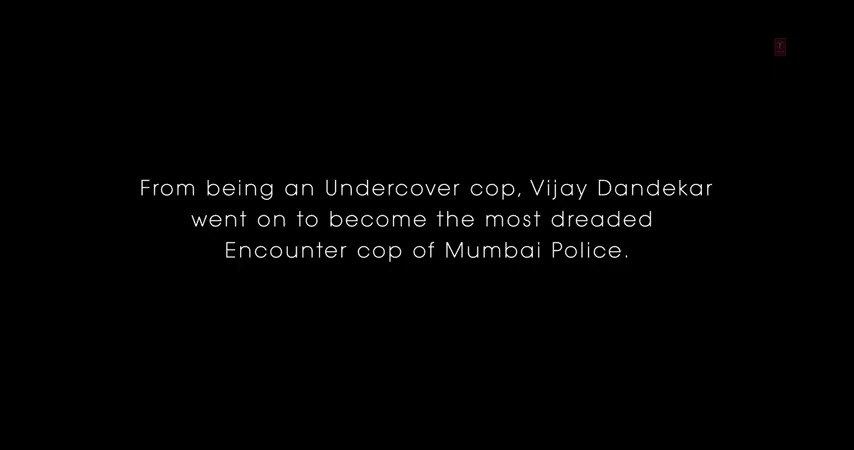 From being an Undercover cop, Vijay Dandekar
went on to become the most dreaded
Encounter cop of Mumbai Police.